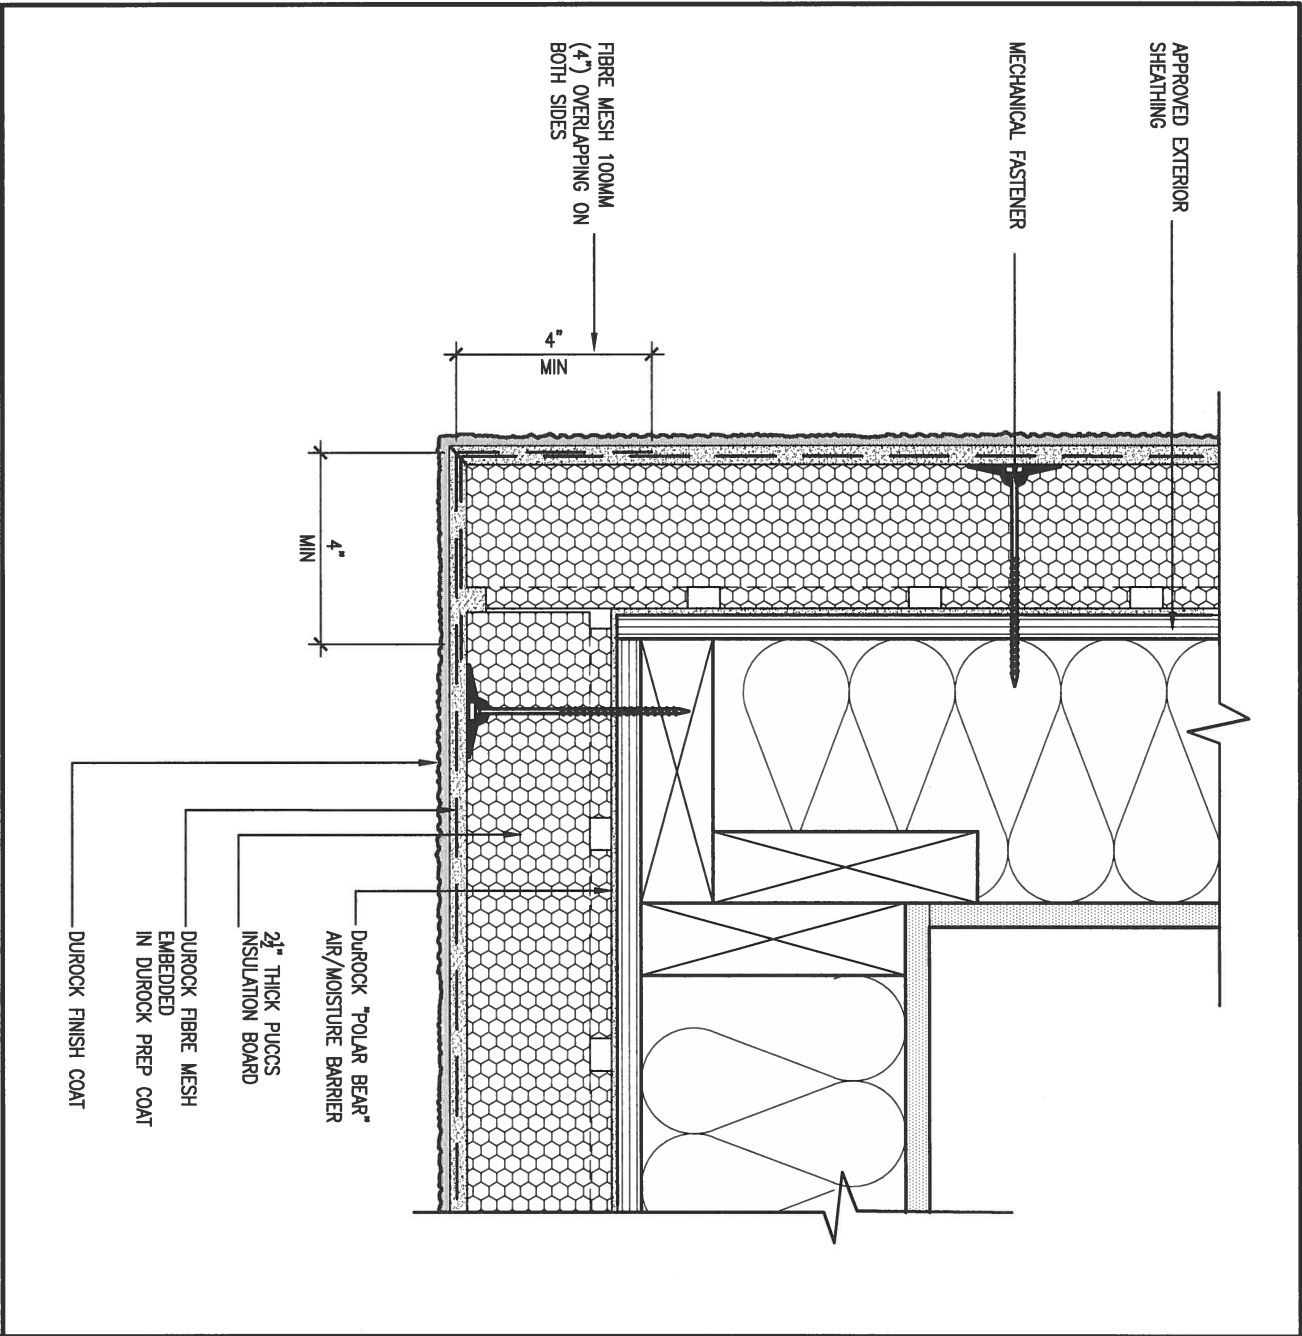 APPROVED EXTERIOR
SHEATHING
MECHANICAL FASTENER
FIBRE MESH 100MM
(4") OVERLAPPING ON
BOTH SIDES
4"
MIN
4"
MIN
DuROCK "POLAR BEAR"
AIR/MOISTURE BARRIER
2½" THICK PUCCS
INSULATION BOARD
DUROCK FIBRE MESH
EMBEDDED
IN DUROCK PREP COAT
DUROCK FINISH COAT